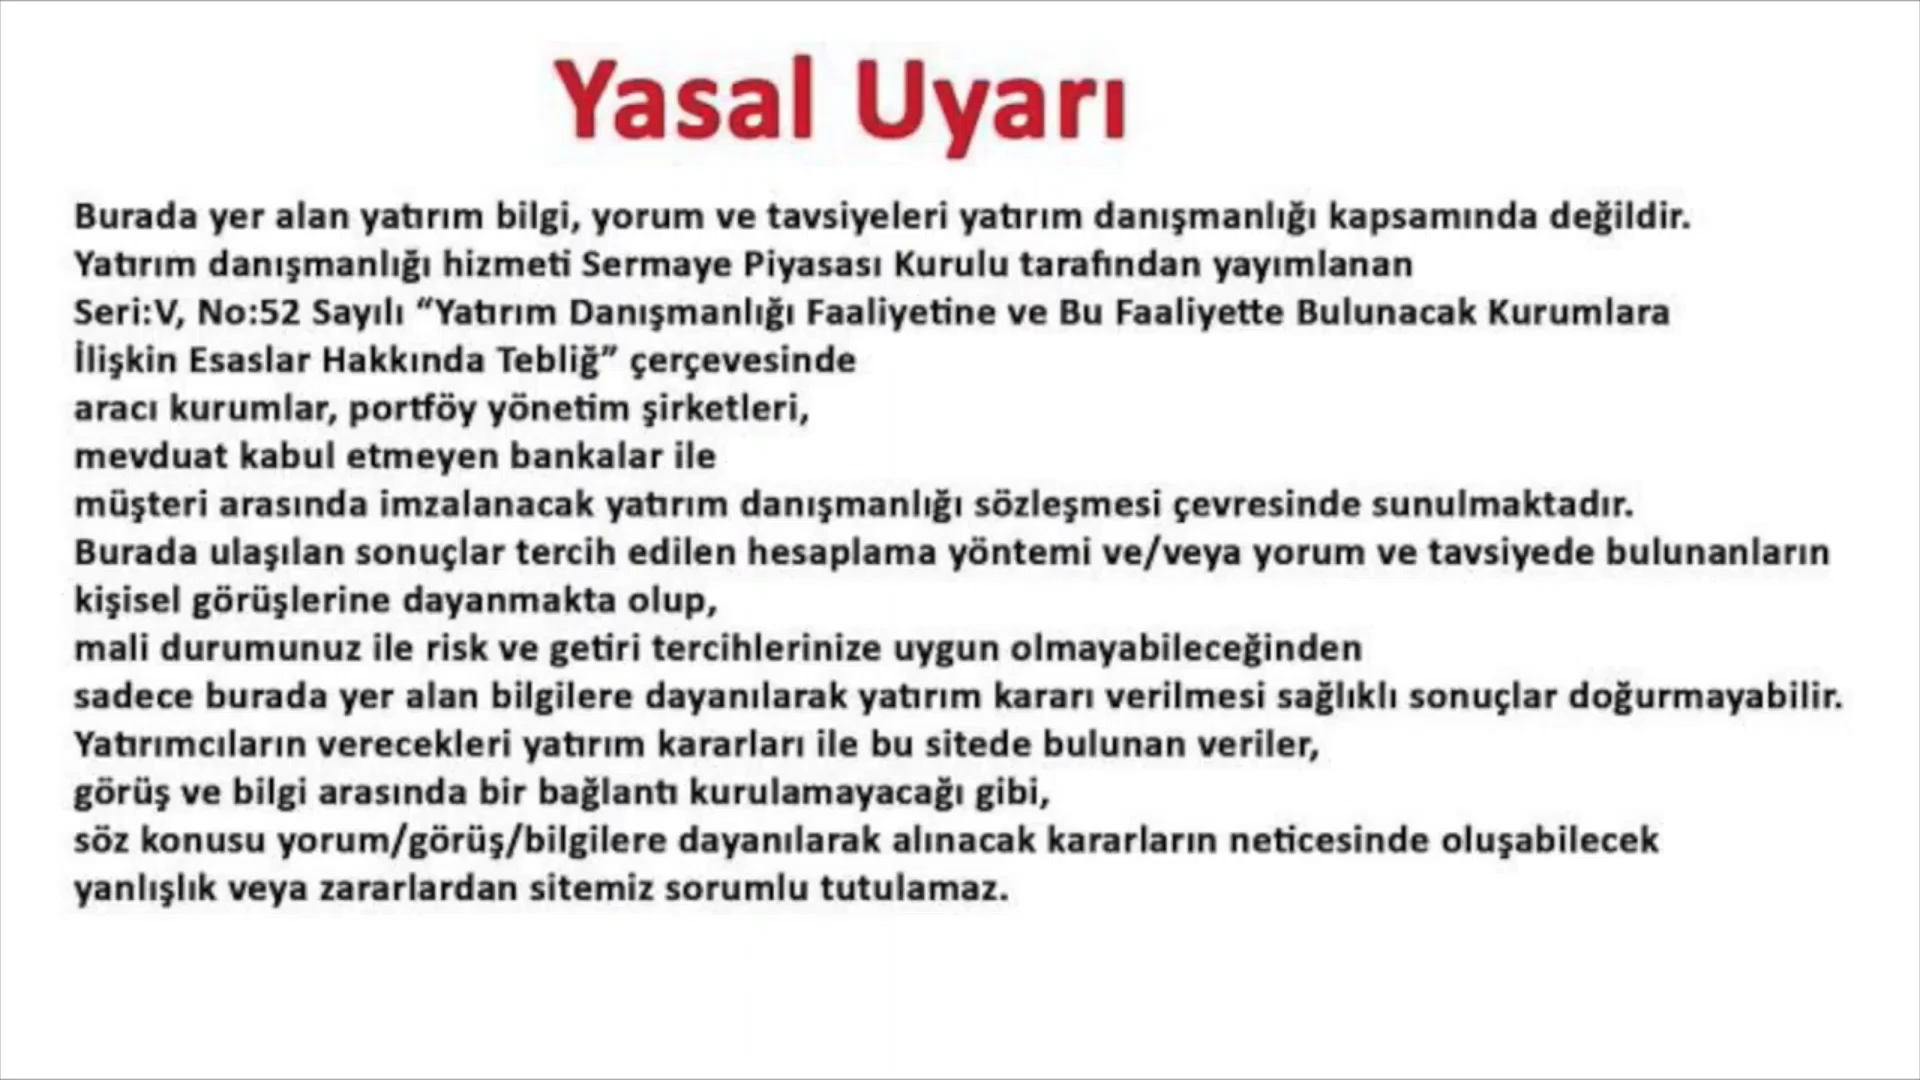 Yasal Uyarı
Burada yer alan yatırım bilgi, yorum ve tavsiyeleri yatırım danışmanlığı kapsamında değildir.
Yatırım danışmanlığı hizmeti Sermaye Piyasası Kurulu tarafından yayımlanan
Seri:V, No:52 Sayılı “Yatırım Danışmanlığı Faaliyetine ve Bu Faaliyette Bulunacak Kurumlara
İlişkin Esaslar Hakkında Tebliğ” çerçevesinde
aracı kurumlar, portföy yönetim şirketleri,
mevduat kabul etmeyen bankalar ile
müşteri arasında imzalanacak yatırım danışmanlığı sözleşmesi çevresinde sunulmaktadır.
Burada ulaşılan sonuçlar tercih edilen hesaplama yöntemi ve/veya yorum ve tavsiyede bulunanların
kişisel görüşlerine dayanmakta olup,
mali durumunuz ile risk ve getiri tercihlerinize uygun olmayabileceğinden
sadece burada yer alan bilgilere dayanılarak yatırım kararı verilmesi sağlıklı sonuçlar doğurmayabilir.
Yatırımcıların verecekleri yatırım kararları ile bu sitede bulunan veriler,
görüş ve bilgi arasında bir bağlantı kurulamayacağı gibi,
söz konusu yorum/görüş/bilgilere dayanılarak alınacak kararların neticesinde oluşabilecek
yanlışlık veya zararlardan sitemiz sorumlu tutulamaz.